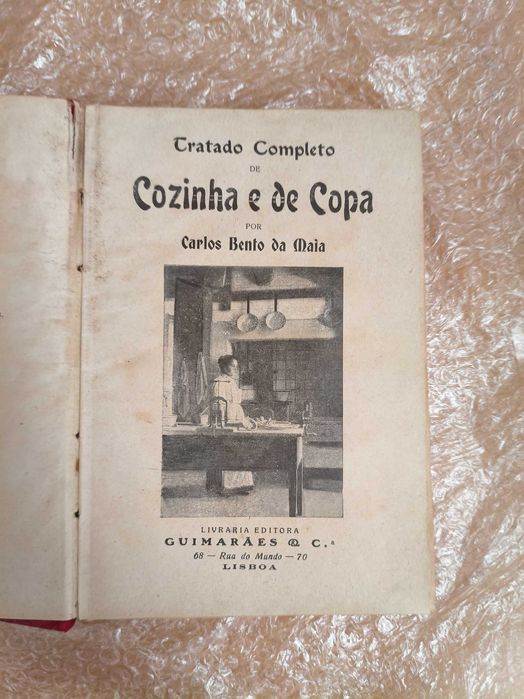 Tratado Completo
DE
Cozinha e de Copa
POR
Carlos Bento da Maia
LIVRARIA EDITORA
GUIMARÃES & C.ª
68 — Rua do Mundo — 70
LISBOA